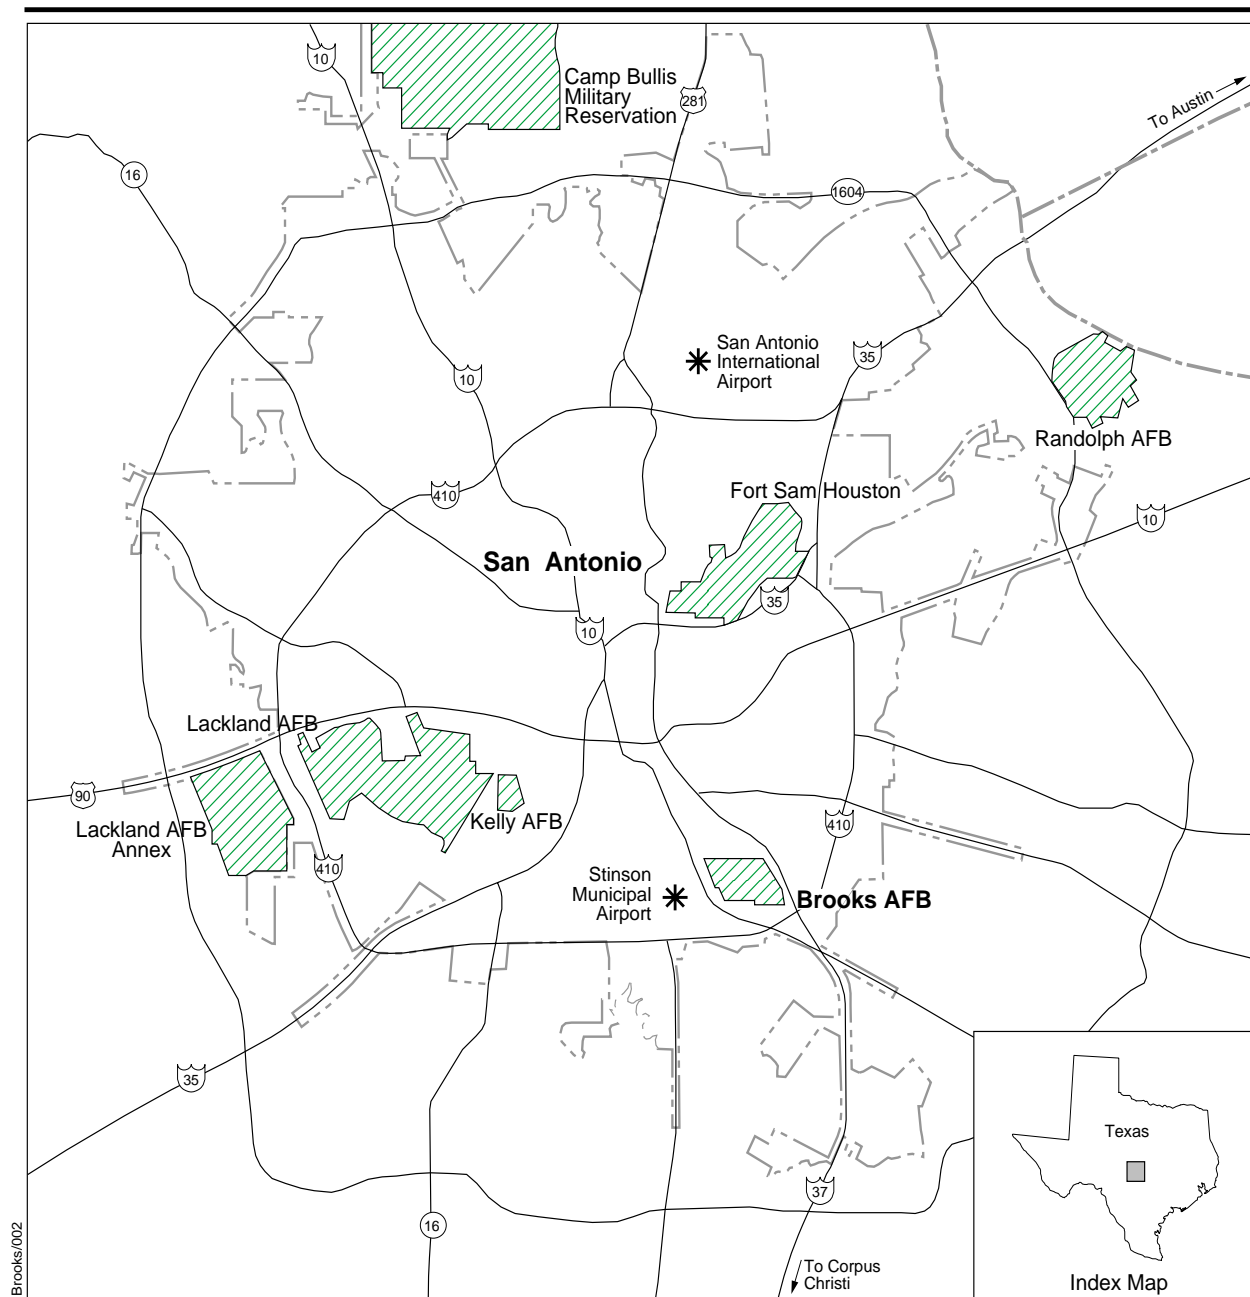 10
Camp Bullis
Military
Reservation
281
To Austin
16
1604
San Antonio
International
Airport
35
10
Randolph AFB
410
Fort Sam Houston
10
San Antonio
35
10
Lackland AFB
90
Lackland AFB
Annex
Kelly AFB
410
410
Stinson
Municipal
Airport
Brooks AFB
35
Texas
37
16
To Corpus
Christi
Index Map
Brooks/002